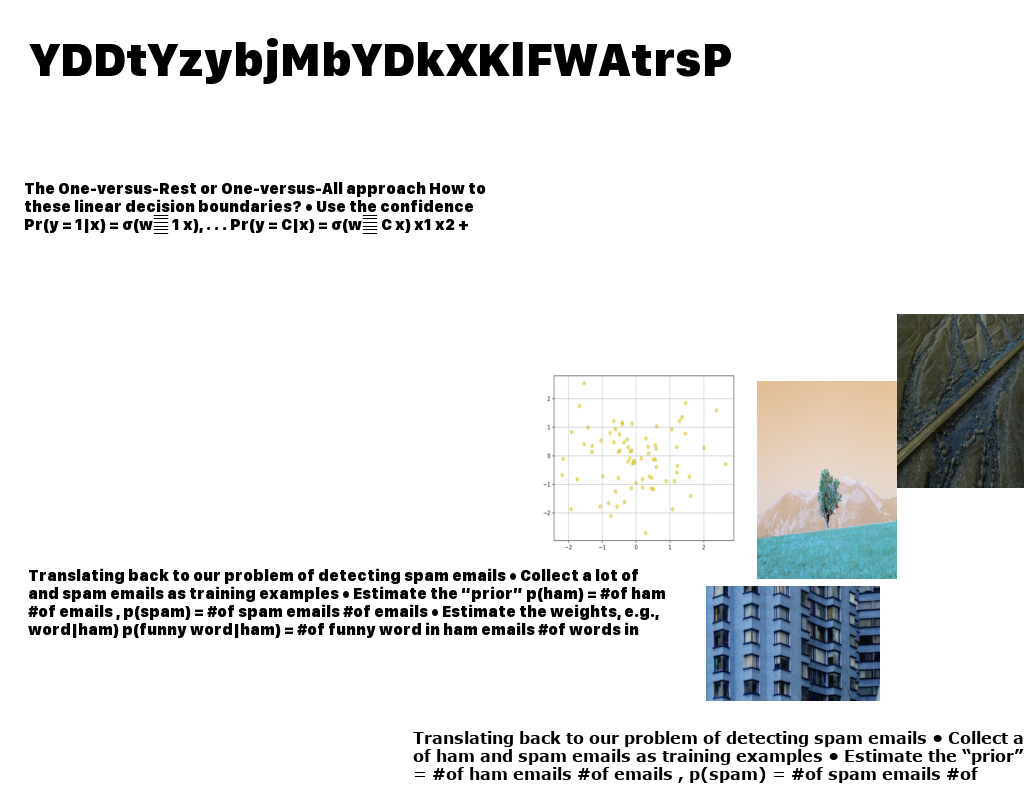 YDDtYzybjMbYDkXKlFWAtrsP
The One-versus-Rest or One-versus-All approach How to
these linear decision boundaries? • Use the confidence
Pr(y = 1|x) = σ(w 1 x), . . . Pr(y = C|x) = σ(w C x) x1 x2 +
2
1
0
−1
−2
−2 −1 0 1 2
Translating back to our problem of detecting spam emails • Collect a lot of
and spam emails as training examples • Estimate the “prior” p(ham) = #of ham
#of emails , p(spam) = #of spam emails #of emails • Estimate the weights, e.g.,
word|ham) p(funny word|ham) = #of funny word in ham emails #of words in
Translating back to our problem of detecting spam emails • Collect a
of ham and spam emails as training examples • Estimate the “prior”
= #of ham emails #of emails , p(spam) = #of spam emails #of